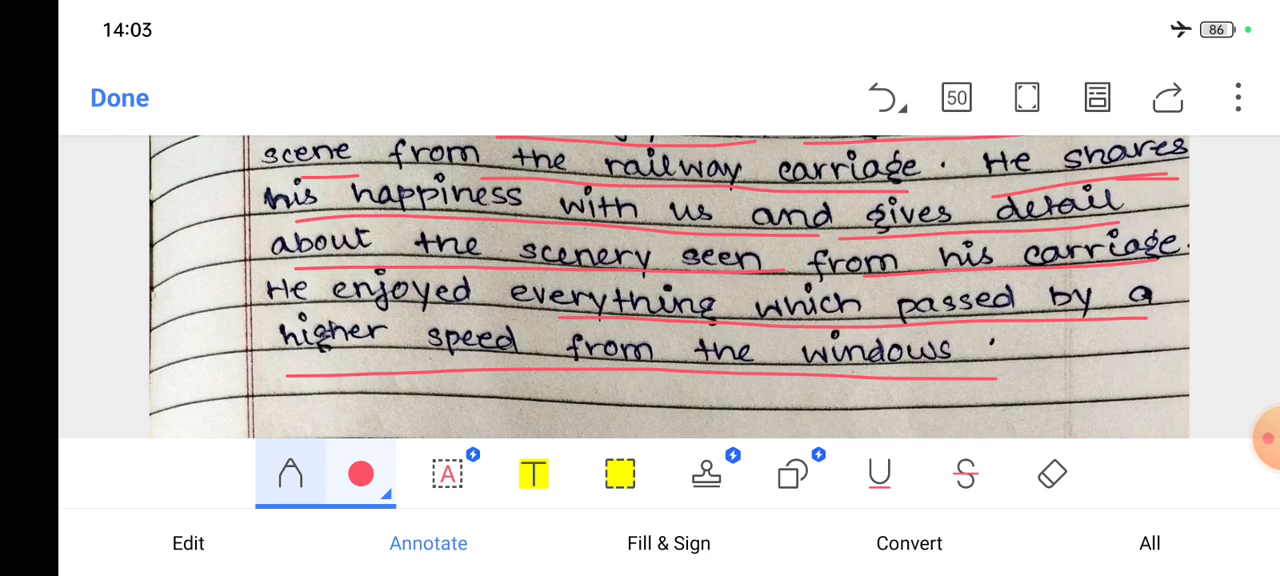 14:03
86
Done
50
scene from the railway carriage. He shares
his happiness with us and gives detail
about the scenery seen from his carriage.
He enjoyed everything which passed by a
higher speed from the windows.
A
T
U
S
Edit
Annotate
Fill & Sign
Convert
All